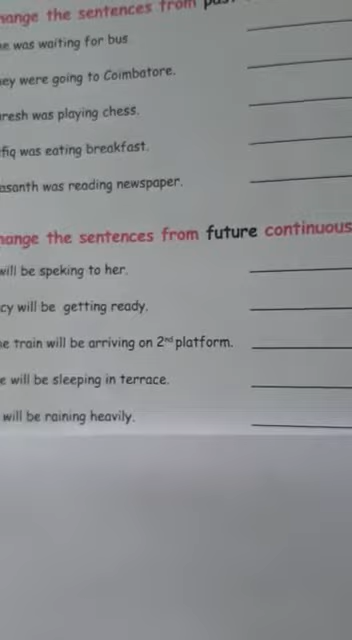 hange the sentences from
e was waiting for bus
ey were going to Coimbatore.
resh was playing chess.
fiq was eating breakfast.
asanth was reading newspaper.
hange the sentences from future continuous
will be speking to her.
cy will be getting ready.
e train will be arriving on 2nd platform.
e will be sleeping in terrace.
will be raining heavily.